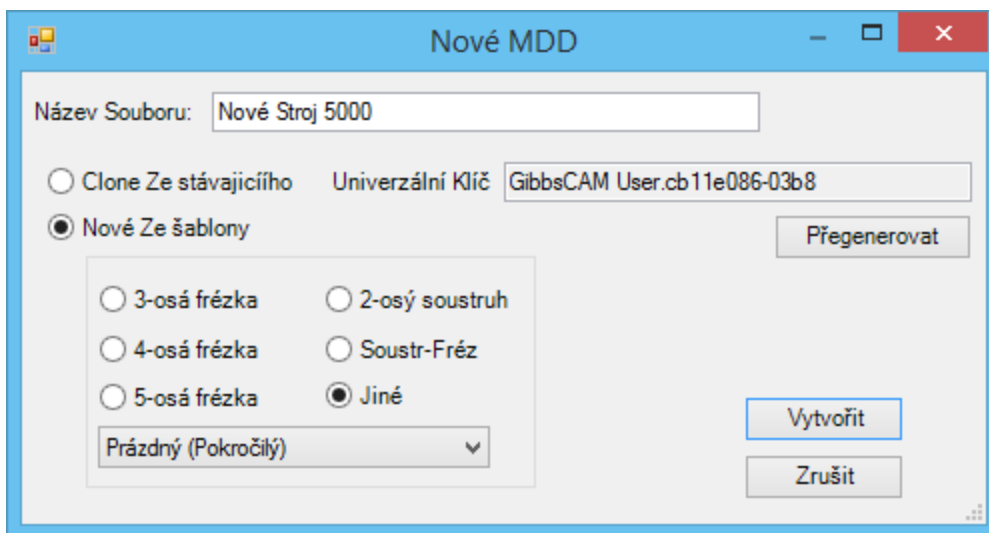 Nové MDD
Název Souboru: Nové Stroj 5000
Clone Ze stávajicíího Univerzální Klíč GibbsCAM User.cb11e086-03b8
Nové Ze šablony Přegenerovat
3-osá frézka 2-osý soustruh
4-osá frézka Soustr-Fréz
5-osá frézka Jiné
Prázdný (Pokročilý)
Vytvořit
Zrušit